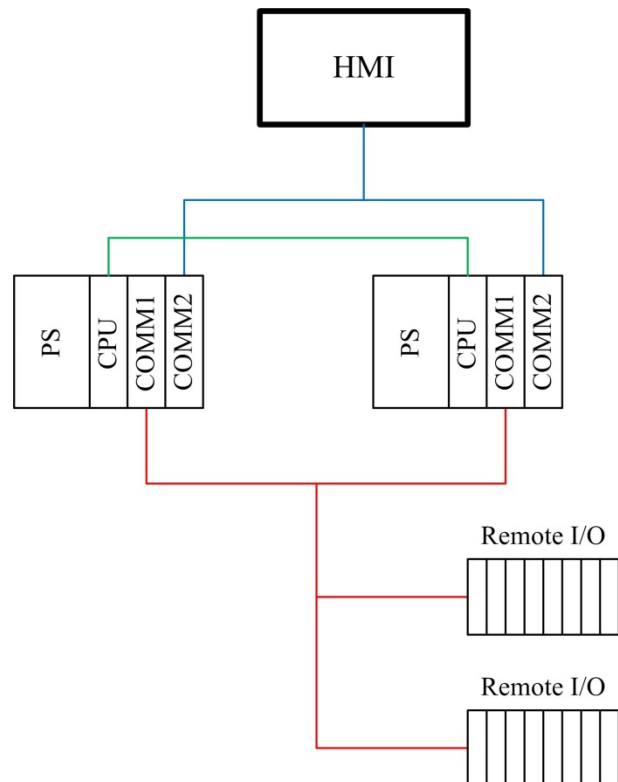 HMI
PS
CPU
COMM1
COMM2
PS
CPU
COMM1
COMM2
Remote I/O
Remote I/O